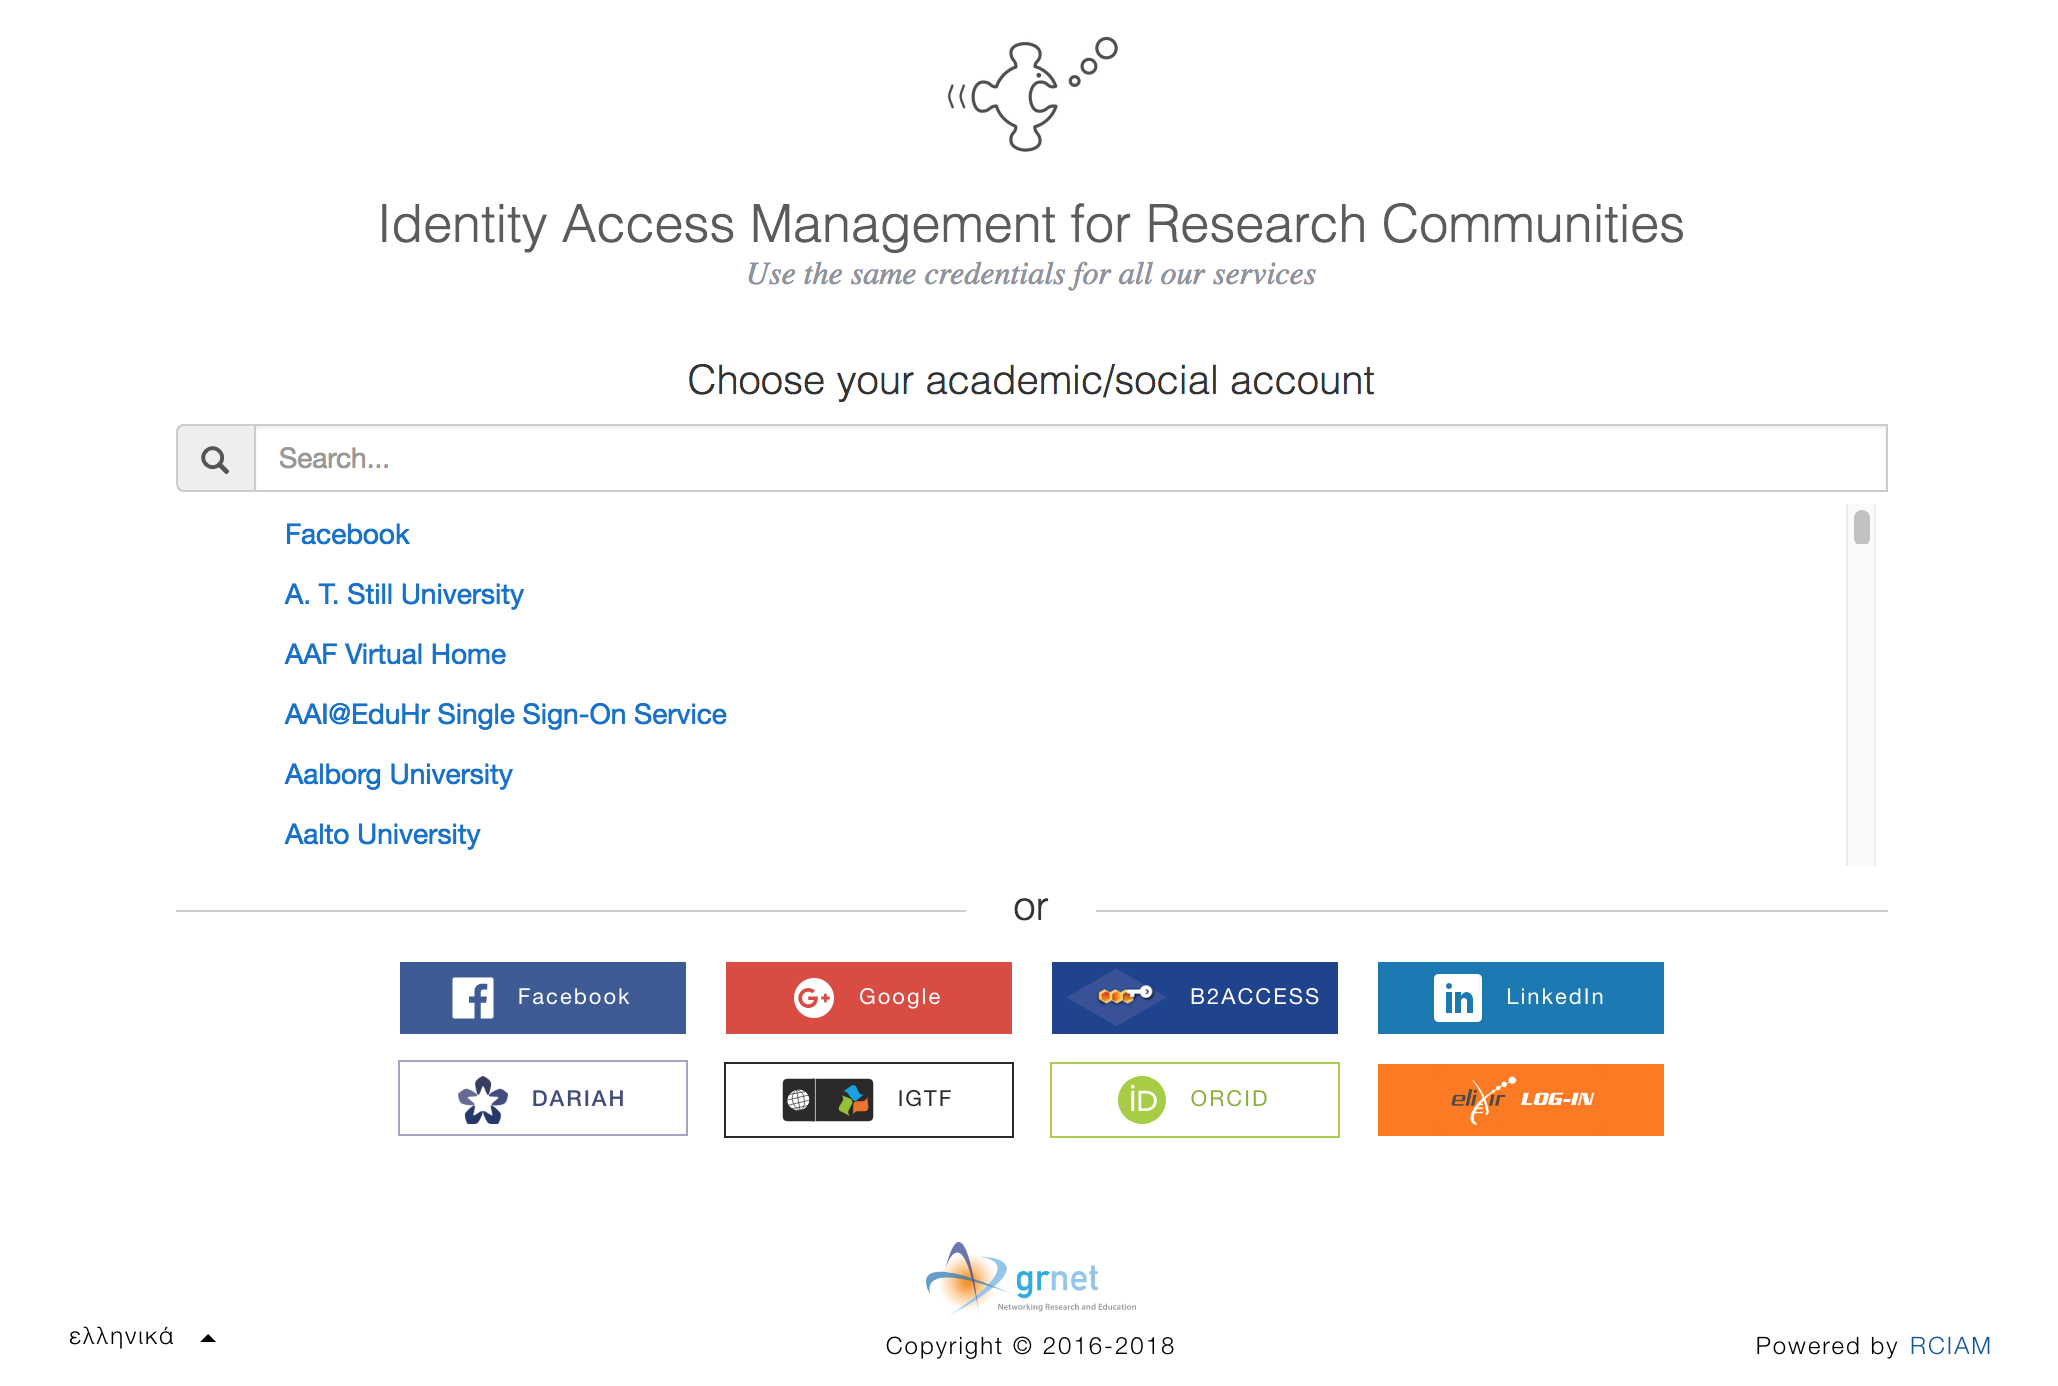 Identity Access Management for Research Communities
Use the same credentials for all our services
Choose your academic/social account
Search...
Facebook
A. T. Still University
AAF Virtual Home
AAI@EduHr Single Sign-On Service
Aalborg University
Aalto University
or
Facebook
G+ Google
B2ACCESS
in LinkedIn
DARIAH
IGTF
iD ORCID
elixir LOG-IN
grnet
Networking Research and Education
ελληνικά
Copyright © 2016-2018
Powered by RCIAM